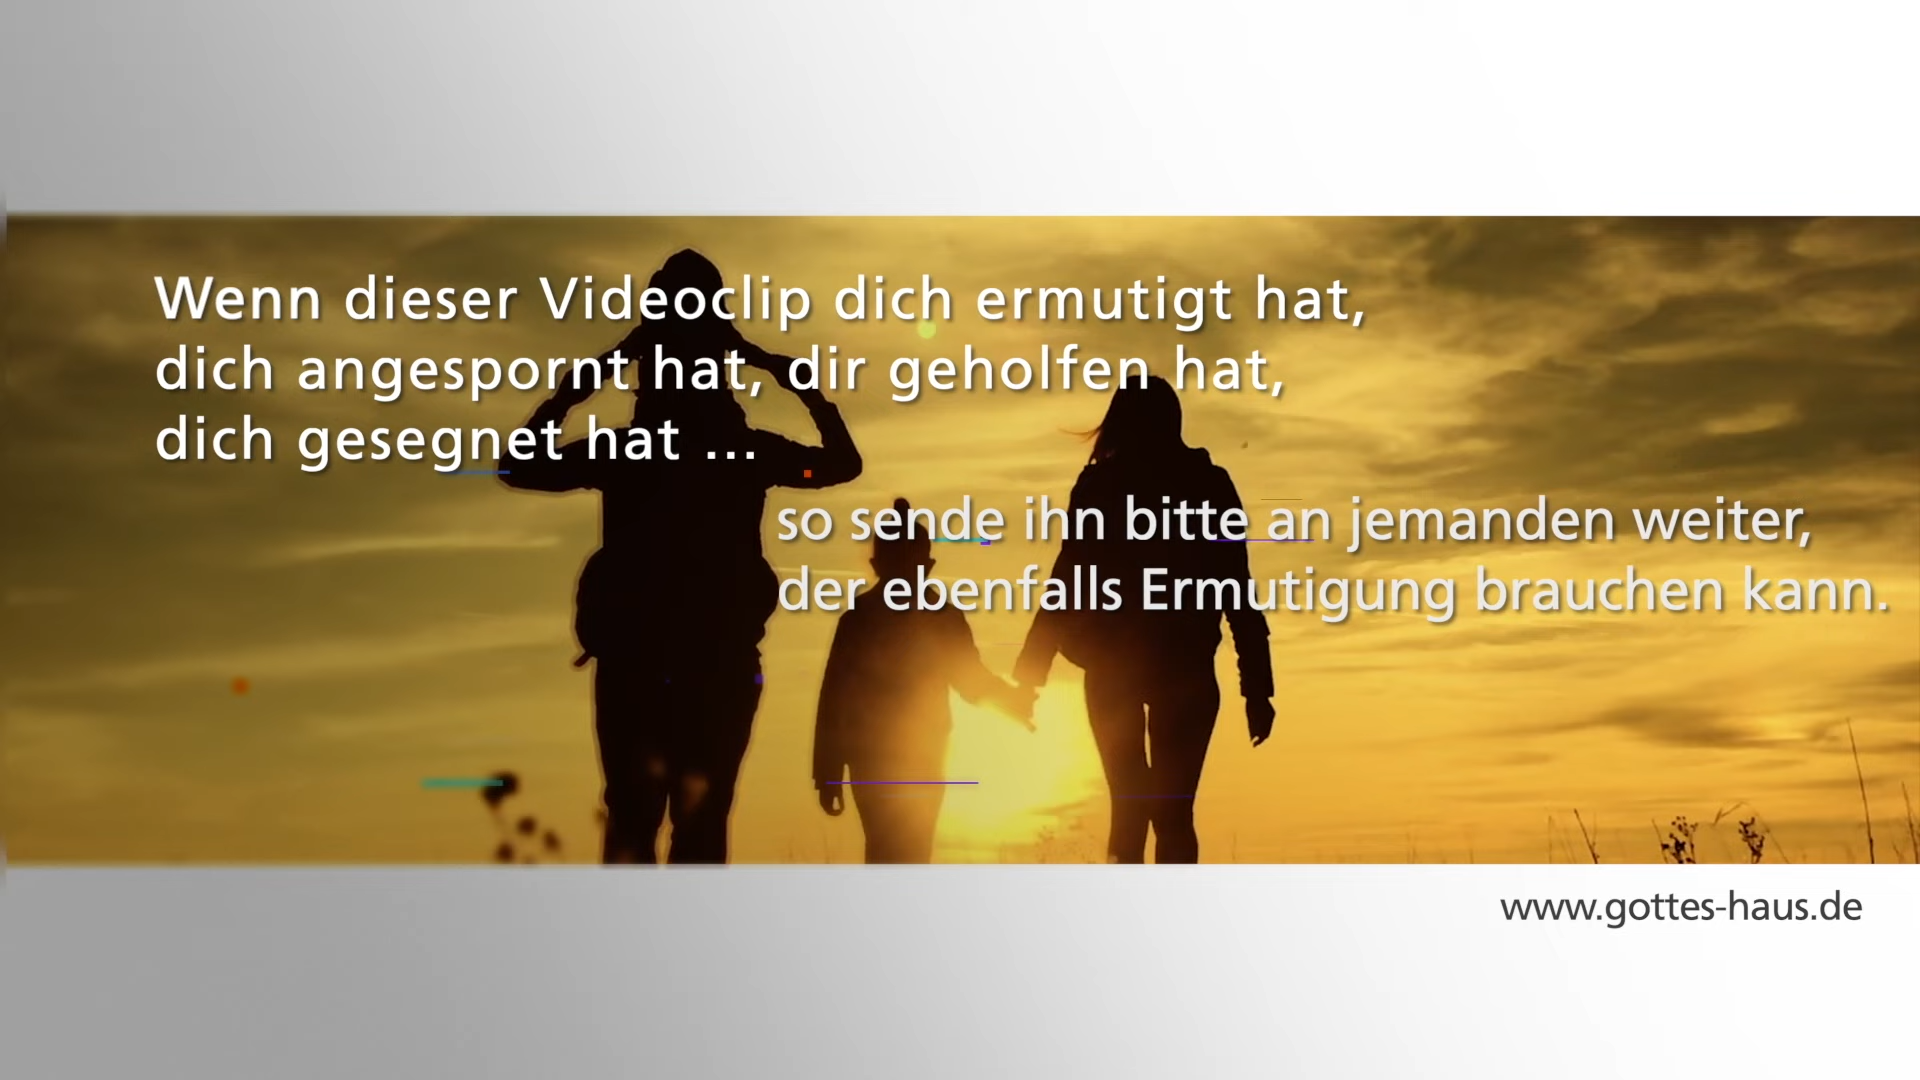 Wenn dieser Videoclip dich ermutigt hat,
dich angespornt hat, dir geholfen hat,
dich gesegnet hat ...
so sende ihn bitte an jemanden weiter,
der ebenfalls Ermutigung brauchen kann.
www.gottes-haus.de